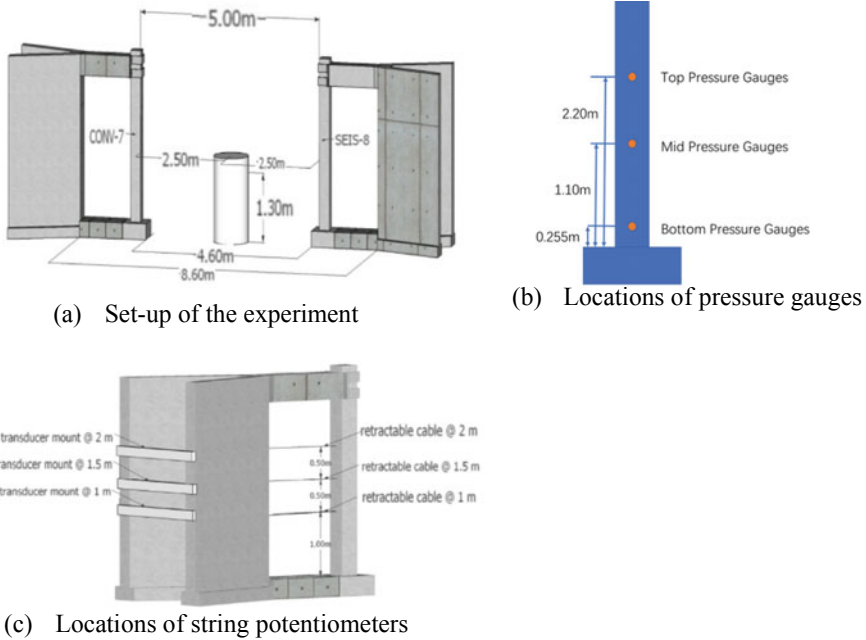 5.00m
CONV-7
SEIS-8
2.50m
2.50m
1.30m
4.60m
8.60m
(a) Set-up of the experiment
Top Pressure Gauges
2.20m
Mid Pressure Gauges
1.10m
0.255m
Bottom Pressure Gauges
(b) Locations of pressure gauges
transducer mount @ 2 m
retractable cable @ 2 m
0.50m
transducer mount @ 1.5 m
retractable cable @ 1.5 m
0.50m
transducer mount @ 1 m
retractable cable @ 1 m
1.00m
(c) Locations of string potentiometers